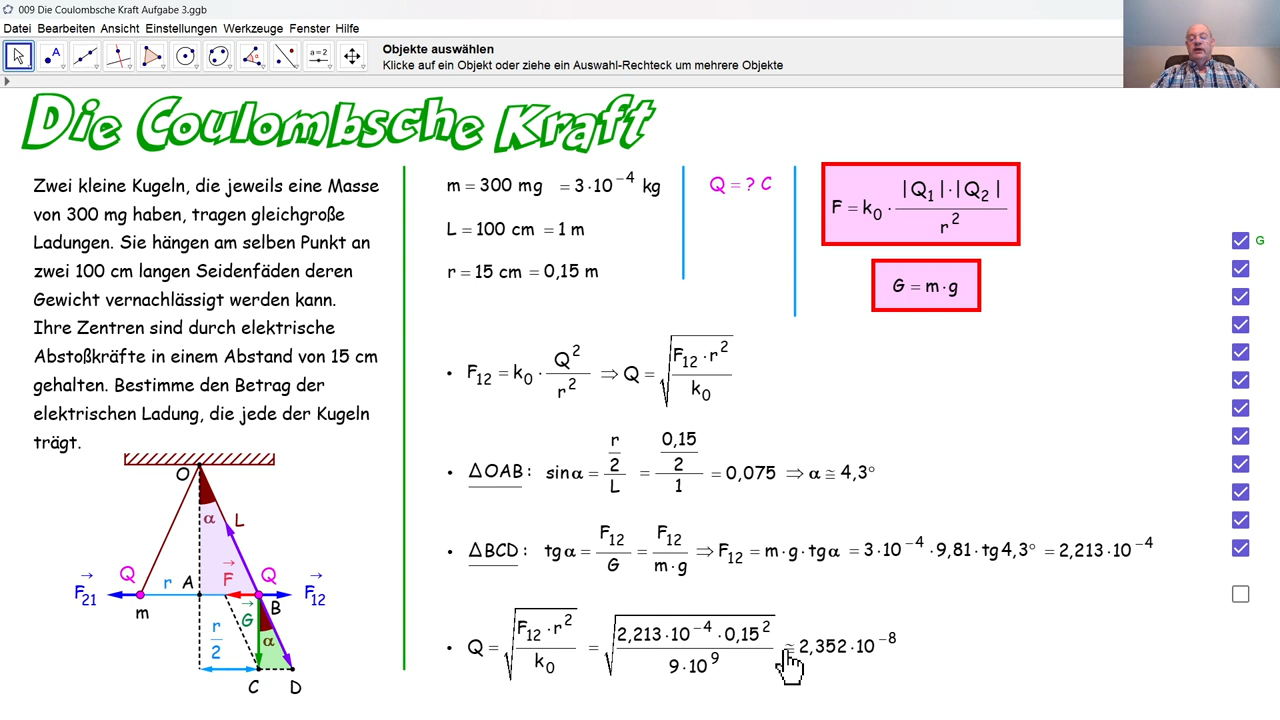 009 Die Coulombsche Kraft Aufgabe 3.ggb
Datei Bearbeiten Ansicht Einstellungen Werkzeuge Fenster Hilfe
A
a=2
Objekte auswählen
Klicke auf ein Objekt oder ziehe ein Auswahl-Rechteck um mehrere Objekte
Die Coulombsche Kraft
Zwei kleine Kugeln, die jeweils eine Masse
von 300 mg haben, tragen gleichgroße
Ladungen. Sie hängen am selben Punkt an
zwei 100 cm langen Seidenfäden deren
Gewicht vernachlässigt werden kann.
Ihre Zentren sind durch elektrische
Abstoßkräfte in einem Abstand von 15 cm
gehalten. Bestimme den Betrag der
elektrischen Ladung, die jede der Kugeln
trägt.
O
α
L
Q
r
A
F
Q
F₂₁
F₁₂
m
G
B
r/2
α
C
D
m = 300 mg = 3·10⁻⁴ kg
L = 100 cm = 1 m
r = 15 cm = 0,15 m
Q = ? C
F = k₀ · |Q₁|·|Q₂| / r²
G = m·g
• F₁₂ = k₀ · Q²/r² ⇒ Q = √(F₁₂·r²/k₀)
• ΔOAB: sinα = (r/2)/L = (0,15/2)/1 = 0,075 ⇒ α ≅ 4,3°
• ΔBCD: tgα = F₁₂/G = F₁₂/(m·g) ⇒ F₁₂ = m·g·tgα = 3·10⁻⁴·9,81·tg4,3° = 2,213·10⁻⁴
• Q = √(F₁₂·r²/k₀) = √(2,213·10⁻⁴·0,15²/9·10⁹) ≅ 2,352·10⁻⁸
G